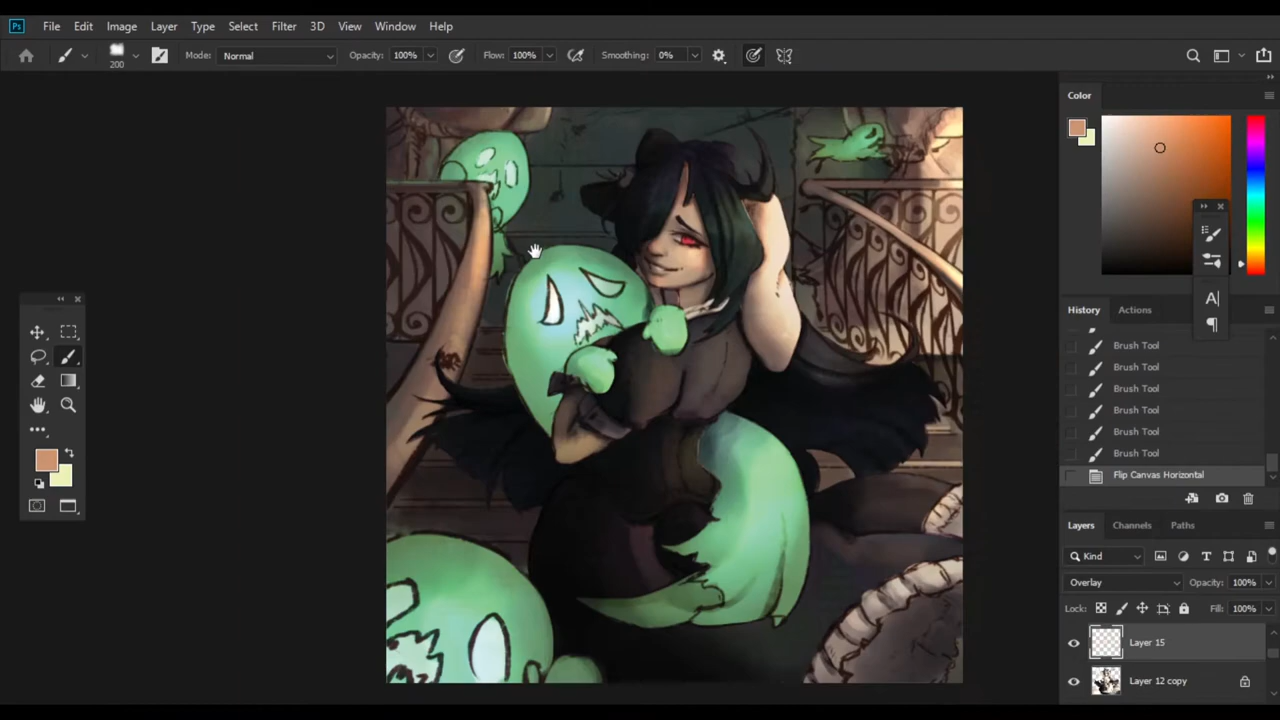 Ps File Edit Image Layer Type Select Filter 3D View Window Help
200 Mode: Normal Opacity: 100% Flow: 100% Smoothing: 0%
Color
History Actions
Brush Tool
Brush Tool
Brush Tool
Brush Tool
Brush Tool
Brush Tool
Flip Canvas Horizontal
Layers Channels Paths
Kind
Overlay Opacity: 100%
Lock: Fill: 100%
Layer 15
Layer 12 copy